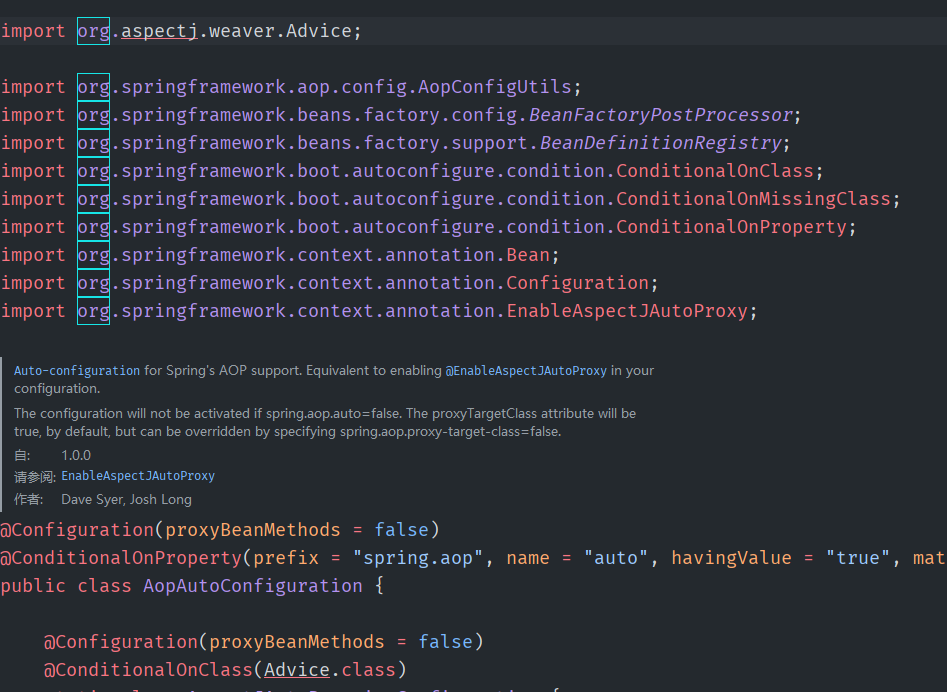 import org.aspectj.weaver.Advice;
import org.springframework.aop.config.AopConfigUtils;
import org.springframework.beans.factory.config.BeanFactoryPostProcessor;
import org.springframework.beans.factory.support.BeanDefinitionRegistry;
import org.springframework.boot.autoconfigure.condition.ConditionalOnClass;
import org.springframework.boot.autoconfigure.condition.ConditionalOnMissingClass;
import org.springframework.boot.autoconfigure.condition.ConditionalOnProperty;
import org.springframework.context.annotation.Bean;
import org.springframework.context.annotation.Configuration;
import org.springframework.context.annotation.EnableAspectJAutoProxy;
Auto-configuration for Spring's AOP support. Equivalent to enabling @EnableAspectJAutoProxy in your
configuration.
The configuration will not be activated if spring.aop.auto=false. The proxyTargetClass attribute will be
true, by default, but can be overridden by specifying spring.aop.proxy-target-class=false.
自: 1.0.0
请参阅: EnableAspectJAutoProxy
作者: Dave Syer, Josh Long
@Configuration(proxyBeanMethods = false)
@ConditionalOnProperty(prefix = "spring.aop", name = "auto", havingValue = "true", mat
public class AopAutoConfiguration {
@Configuration(proxyBeanMethods = false)
@ConditionalOnClass(Advice.class)